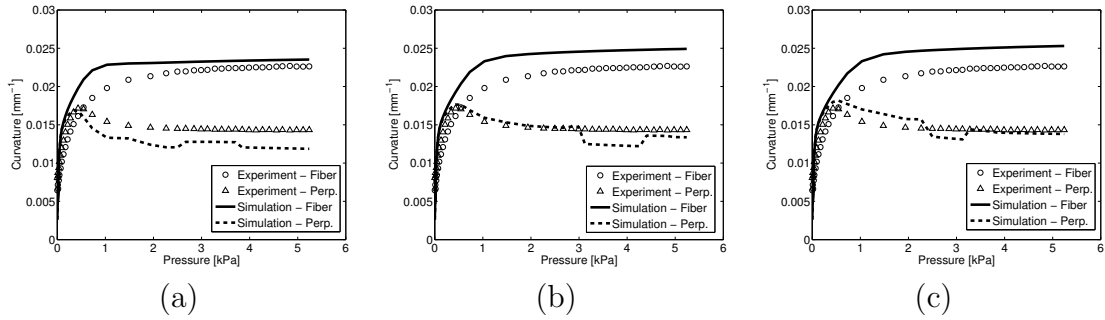 0.03
0.025
0.02
0.015
0.01
0.005
0
Curvature [mm⁻¹]
0 1 2 3 4 5 6
Pressure [kPa]
Experiment – Fiber
Experiment – Perp.
Simulation – Fiber
Simulation – Perp.
(a)
0.03
0.025
0.02
0.015
0.01
0.005
0
Curvature [mm⁻¹]
0 1 2 3 4 5 6
Pressure [kPa]
Experiment – Fiber
Experiment – Perp.
Simulation – Fiber
Simulation – Perp.
(b)
0.03
0.025
0.02
0.015
0.01
0.005
0
Curvature [mm⁻¹]
0 1 2 3 4 5 6
Pressure [kPa]
Experiment – Fiber
Experiment – Perp.
Simulation – Fiber
Simulation – Perp.
(c)